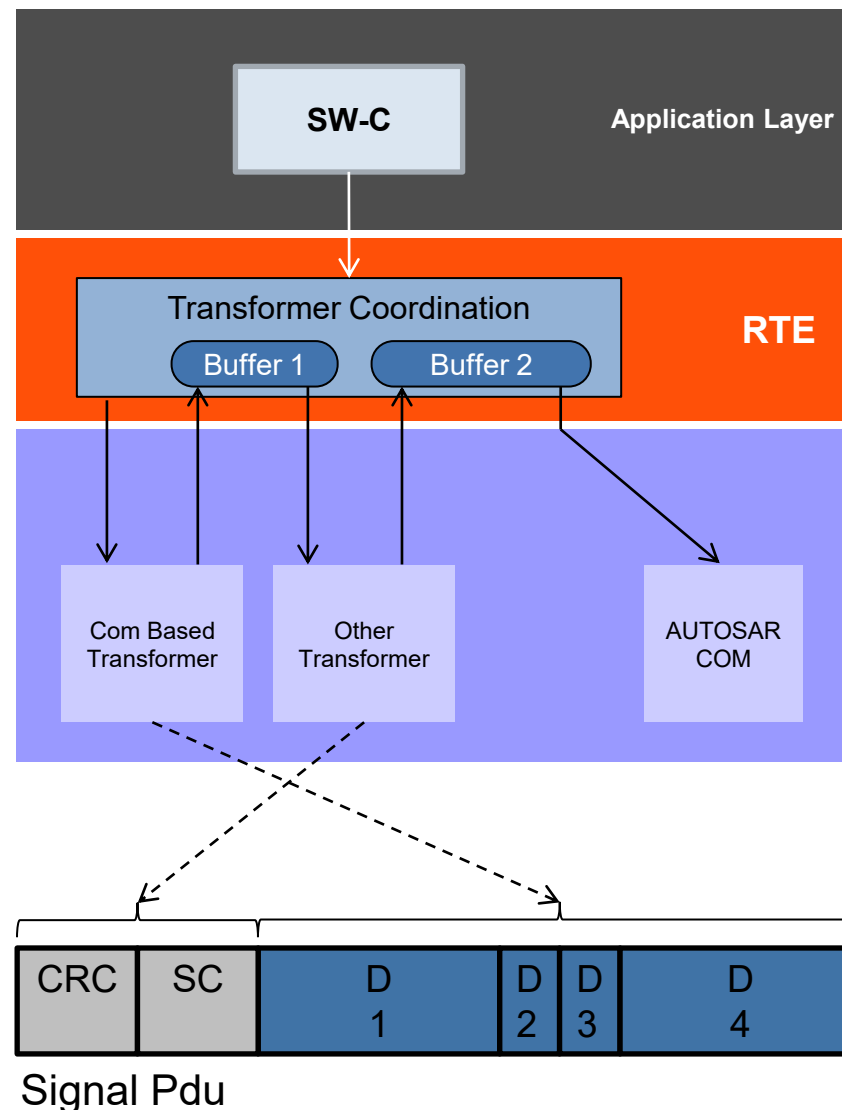 SW-C
Application Layer
Transformer Coordination
RTE
Buffer 1
Buffer 2
Com Based
Transformer
Other
Transformer
AUTOSAR
COM
CRC
SC
D
1
D
2
D
3
D
4
Signal Pdu